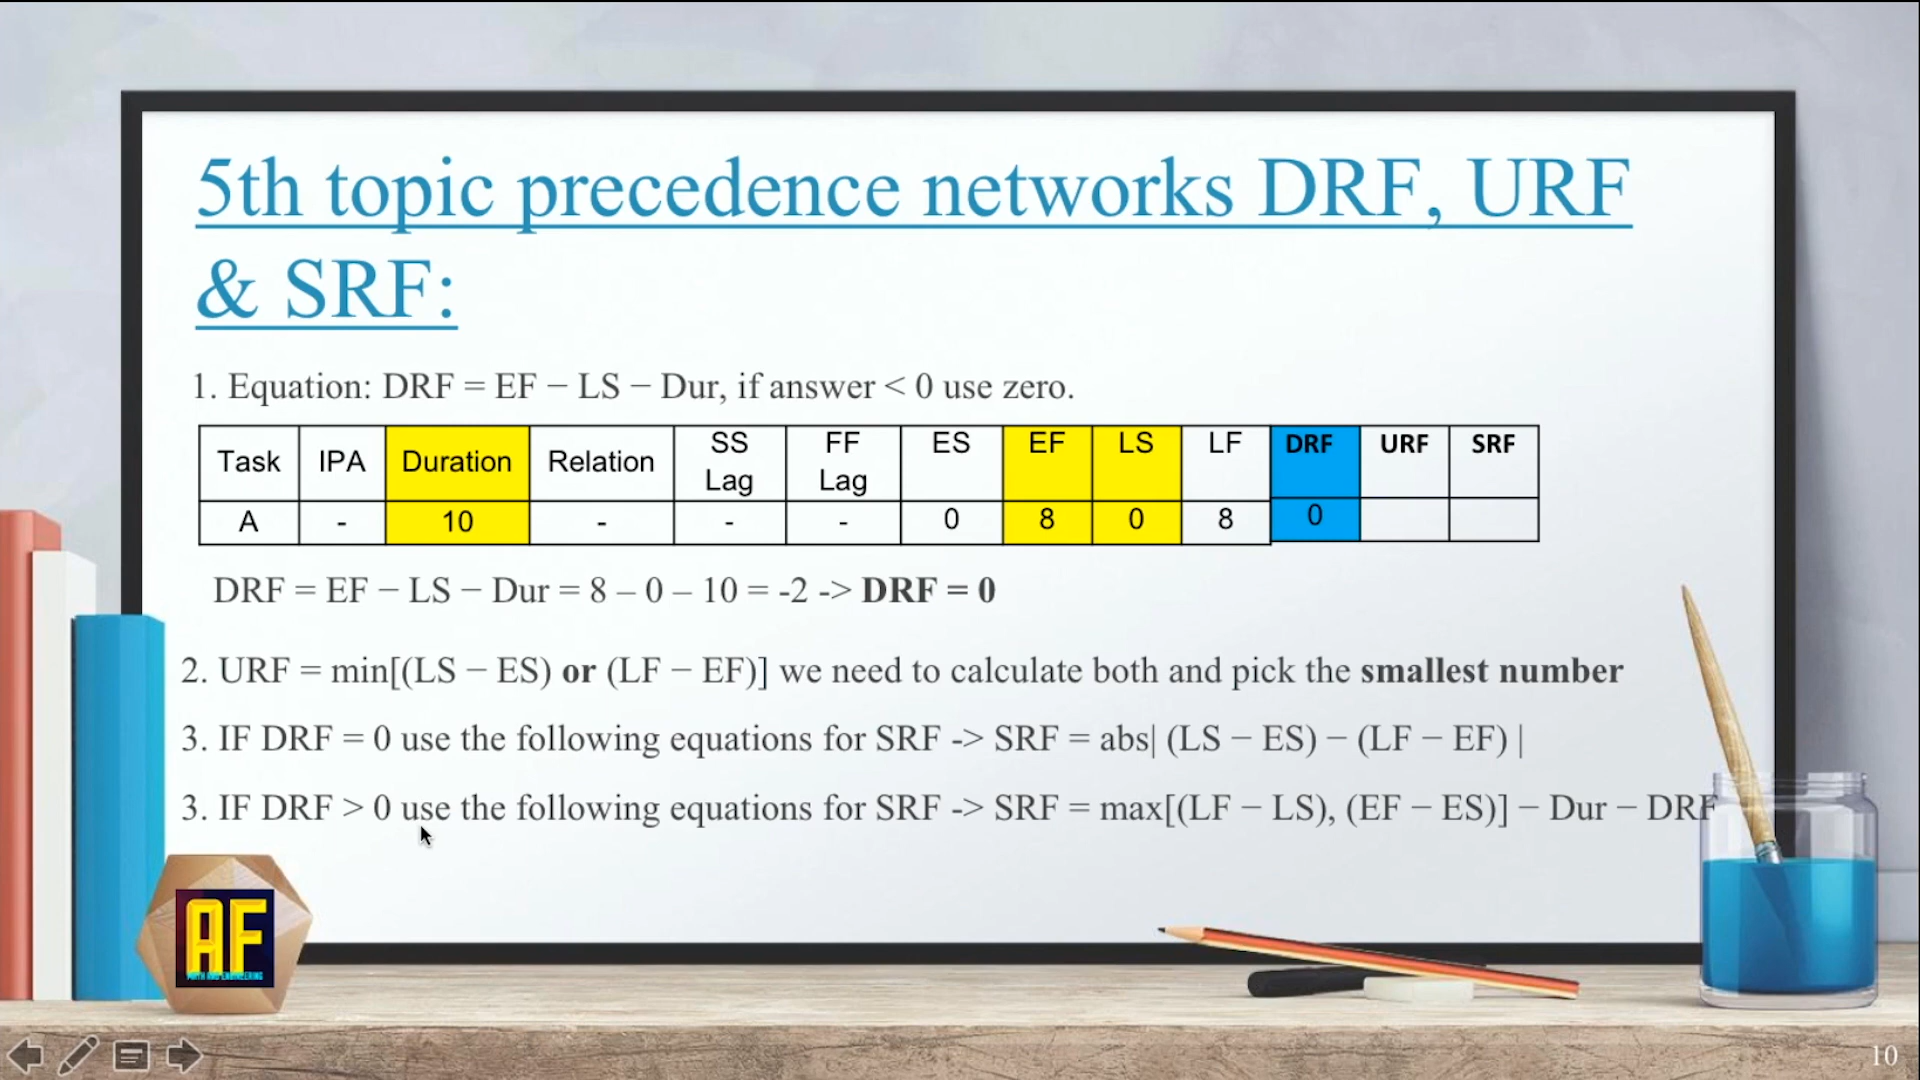 5th topic precedence networks DRF, URF
& SRF:
1. Equation: DRF = EF − LS − Dur, if answer < 0 use zero.
Task IPA Duration Relation SS Lag FF Lag ES EF LS LF DRF URF SRF
A - 10 - - - 0 8 0 8 0
DRF = EF − LS − Dur = 8 – 0 – 10 = -2 -> DRF = 0
2. URF = min[(LS − ES) or (LF − EF)] we need to calculate both and pick the smallest number
3. IF DRF = 0 use the following equations for SRF -> SRF = abs| (LS − ES) − (LF − EF) |
3. IF DRF > 0 use the following equations for SRF -> SRF = max[(LF − LS), (EF − ES)] − Dur − DRF
AF
MATH AND ENGINEERING
10